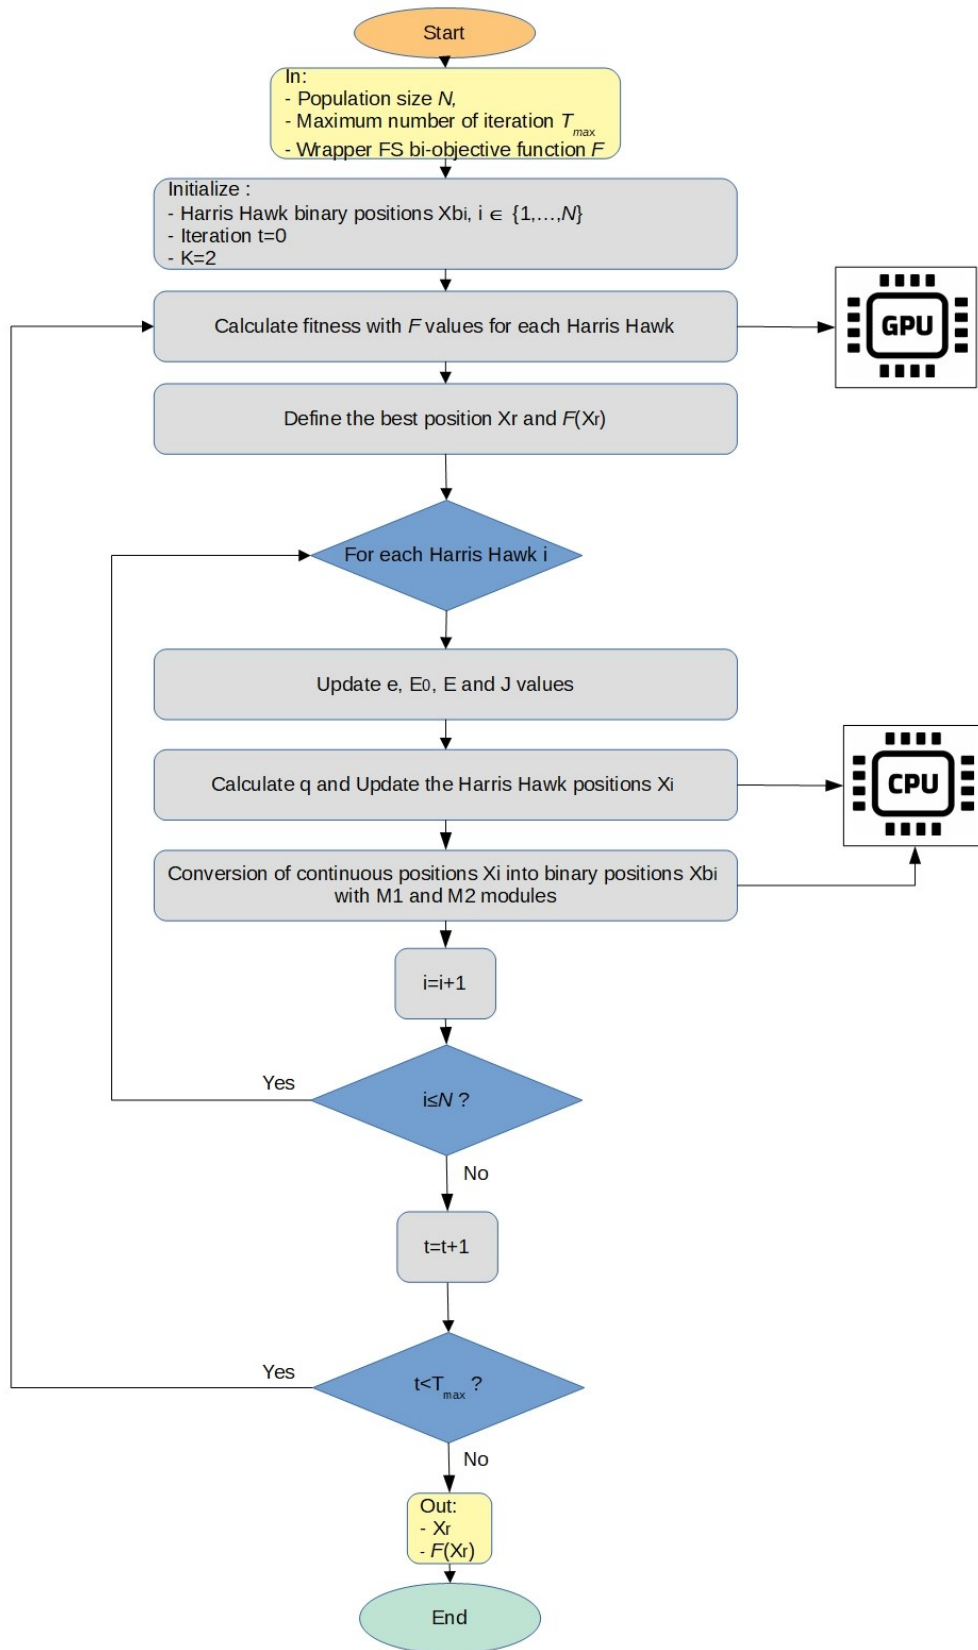 Start
In:
- Population size N,
- Maximum number of iteration Tmax
- Wrapper FS bi-objective function F
Initialize :
- Harris Hawk binary positions Xbi, i ∈ {1,...,N}
- Iteration t=0
- K=2
Calculate fitness with F values for each Harris Hawk
GPU
Define the best position Xr and F(Xr)
For each Harris Hawk i
Update e, E0, E and J values
Calculate q and Update the Harris Hawk positions Xi
CPU
Conversion of continuous positions Xi into binary positions Xbi
with M1 and M2 modules
i=i+1
Yes
i≤N ?
No
t=t+1
Yes
t<Tmax ?
No
Out:
- Xr
- F(Xr)
End